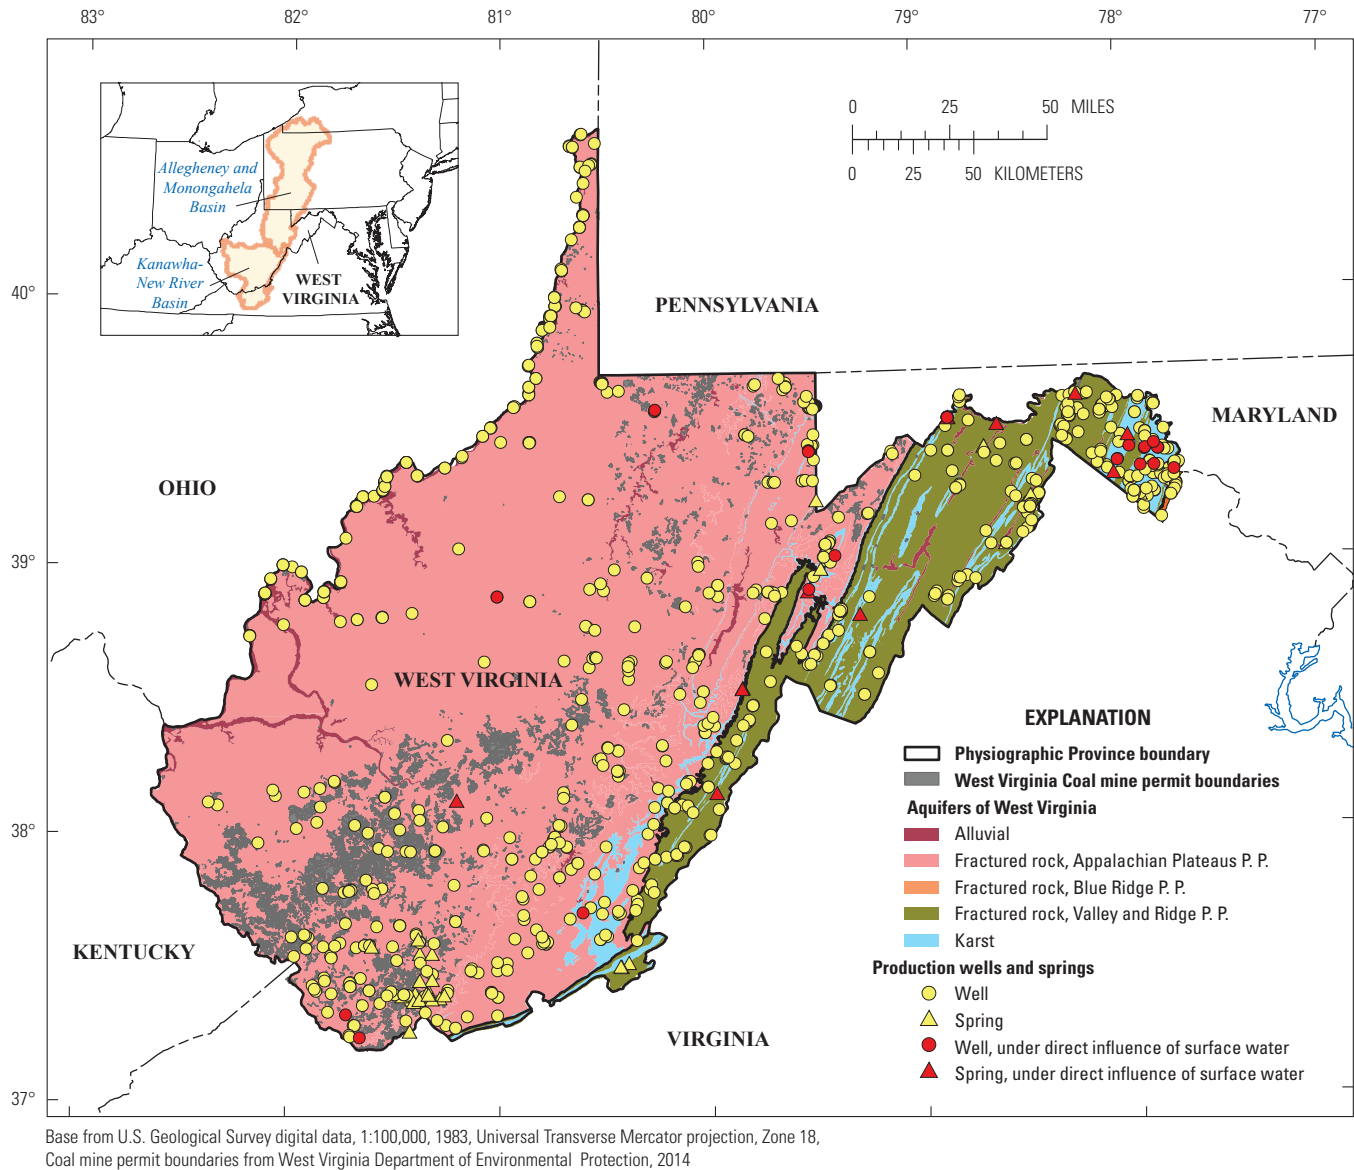 83° 82° 81° 80° 79° 78° 77°
0 25 50 MILES
0 25 50 KILOMETERS
Allegheney and
Monongahela
Basin
Kanawha-
New River
Basin
WEST
VIRGINIA
40°
PENNSYLVANIA
MARYLAND
OHIO
39°
WEST VIRGINIA
38°
KENTUCKY
VIRGINIA
37°
EXPLANATION
Physiographic Province boundary
West Virginia Coal mine permit boundaries
Aquifers of West Virginia
Alluvial
Fractured rock, Appalachian Plateaus P. P.
Fractured rock, Blue Ridge P. P.
Fractured rock, Valley and Ridge P. P.
Karst
Production wells and springs
Well
Spring
Well, under direct influence of surface water
Spring, under direct influence of surface water
Base from U.S. Geological Survey digital data, 1:100,000, 1983, Universal Transverse Mercator projection, Zone 18,
Coal mine permit boundaries from West Virginia Department of Environmental Protection, 2014